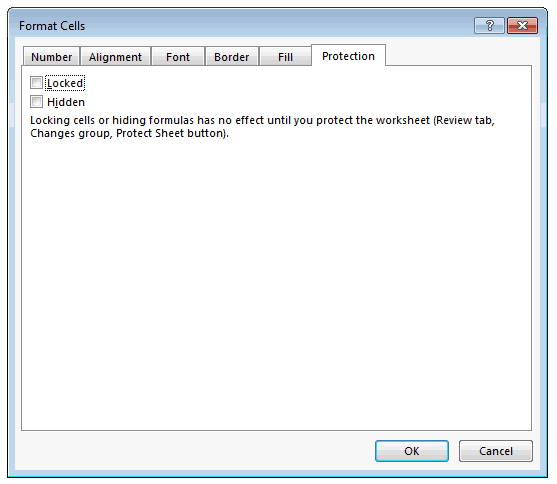 Format Cells
Number Alignment Font Border Fill Protection
Locked
Hidden
Locking cells or hiding formulas has no effect until you protect the worksheet (Review tab,
Changes group, Protect Sheet button).
OK Cancel